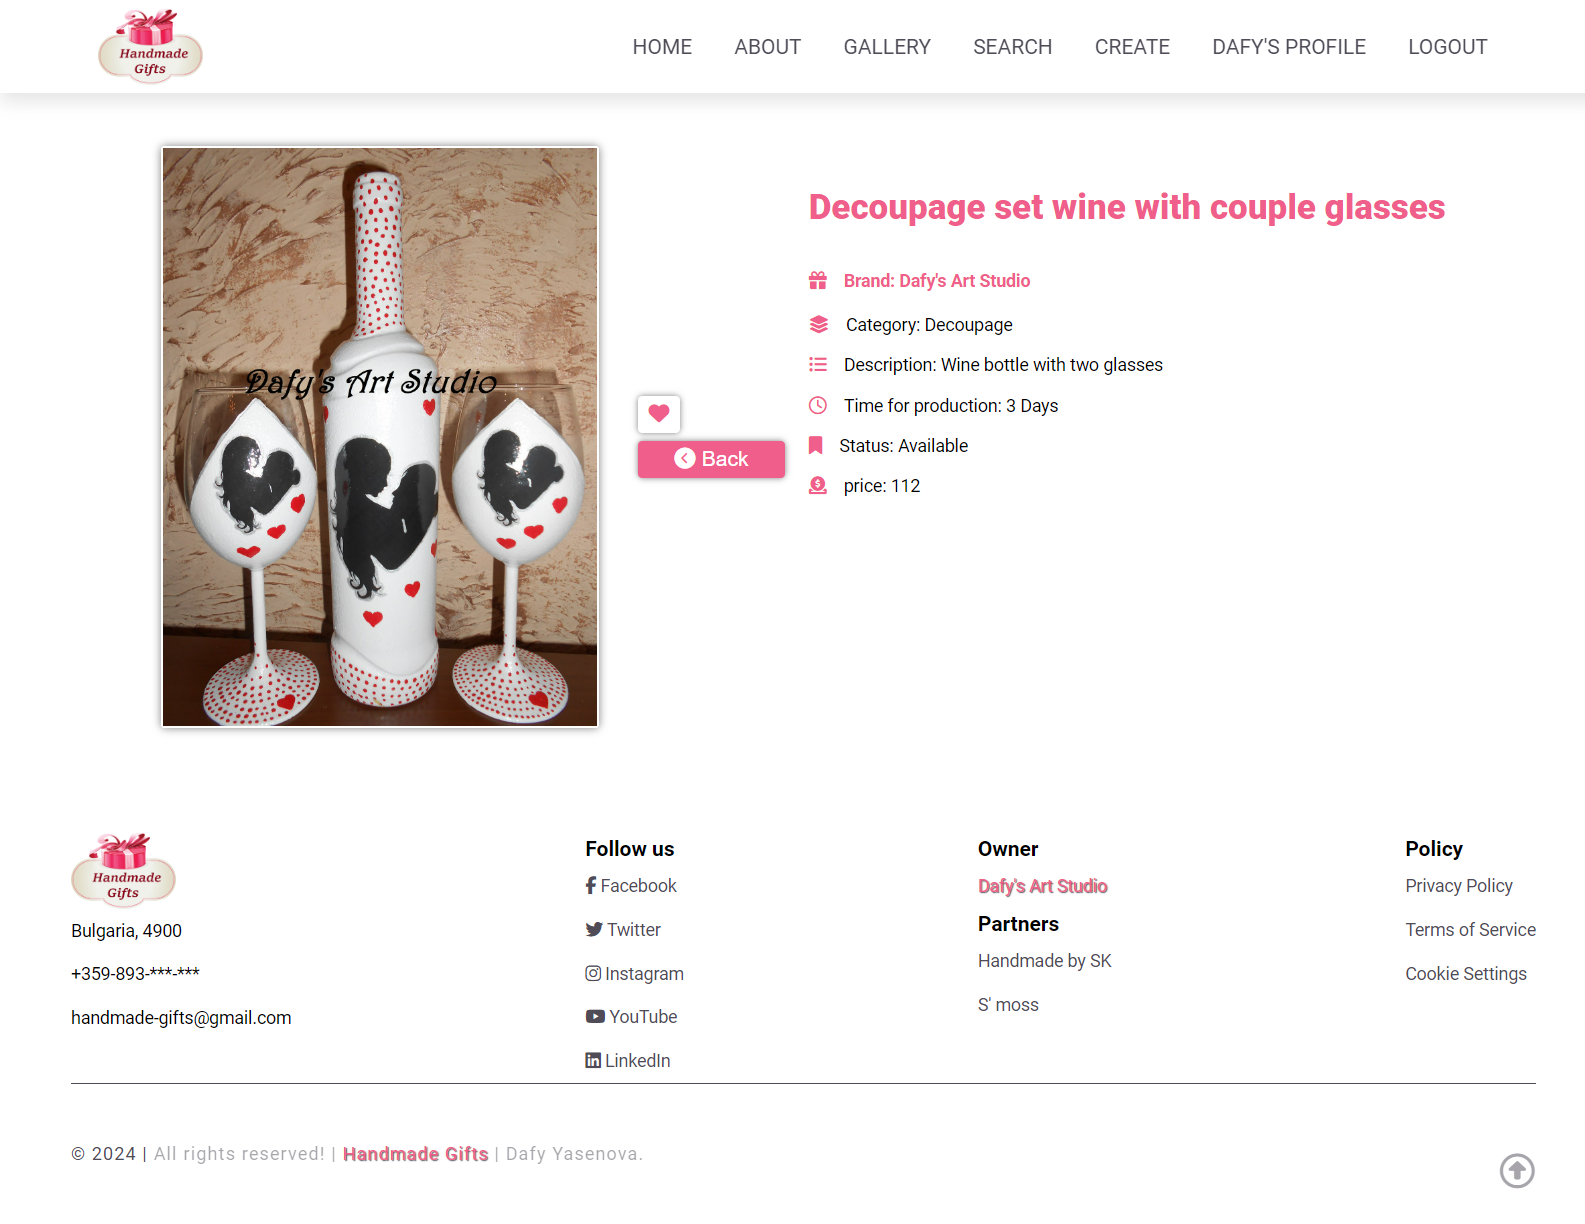 Handmade
Gifts
HOME
ABOUT
GALLERY
SEARCH
CREATE
DAFY'S PROFILE
LOGOUT
Dafy's Art Studio
Back
Decoupage set wine with couple glasses
Brand: Dafy's Art Studio
Category: Decoupage
Description: Wine bottle with two glasses
Time for production: 3 Days
Status: Available
price: 112
Handmade
Gifts
Bulgaria, 4900
+359-893-***-***
handmade-gifts@gmail.com
Follow us
Facebook
Twitter
Instagram
YouTube
LinkedIn
Owner
Dafy's Art Studio
Partners
Handmade by SK
S' moss
Policy
Privacy Policy
Terms of Service
Cookie Settings
© 2024 | All rights reserved! | Handmade Gifts | Dafy Yasenova.